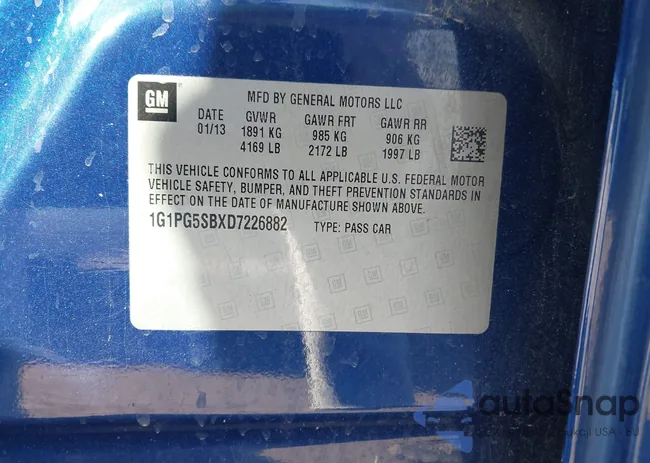 GM
MFD BY GENERAL MOTORS LLC
DATE GVWR GAWR FRT GAWR RR
01/13 1891 KG 985 KG 906 KG
4169 LB 2172 LB 1997 LB
THIS VEHICLE CONFORMS TO ALL APPLICABLE U.S. FEDERAL MOTOR
VEHICLE SAFETY, BUMPER, AND THEFT PREVENTION STANDARDS IN
EFFECT ON THE DATE OF MANUFACTURE SHOWN ABOVE.
1G1PG5SBXD7226882 TYPE: PASS CAR
autoSnap
USA - EU